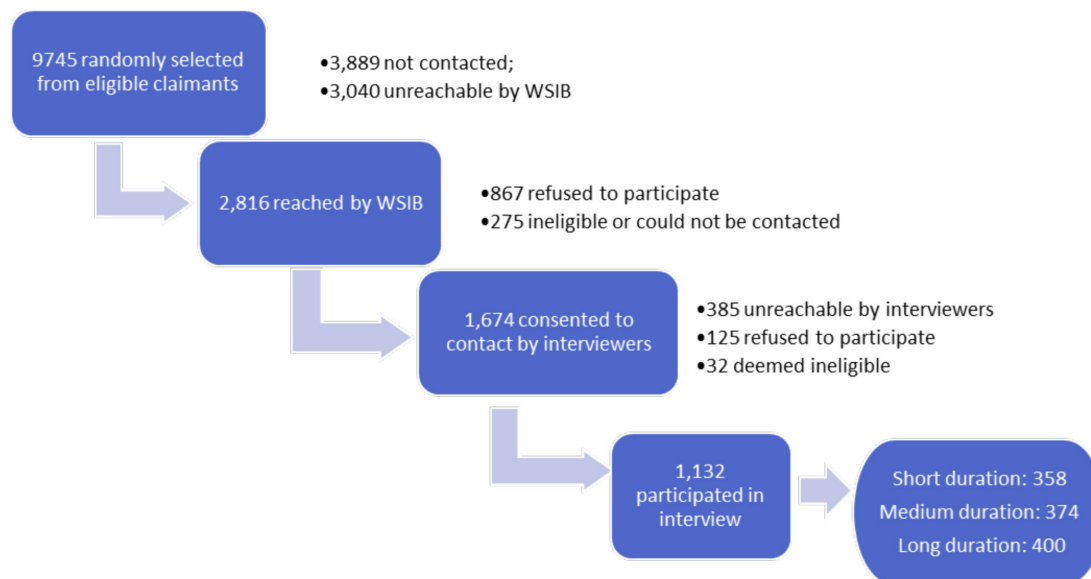 9745 randomly selected
from eligible claimants
•3,889 not contacted;
•3,040 unreachable by WSIB
2,816 reached by WSIB
•867 refused to participate
•275 ineligible or could not be contacted
1,674 consented to
contact by interviewers
•385 unreachable by interviewers
•125 refused to participate
•32 deemed ineligible
1,132
participated in
interview
Short duration: 358
Medium duration: 374
Long duration: 400